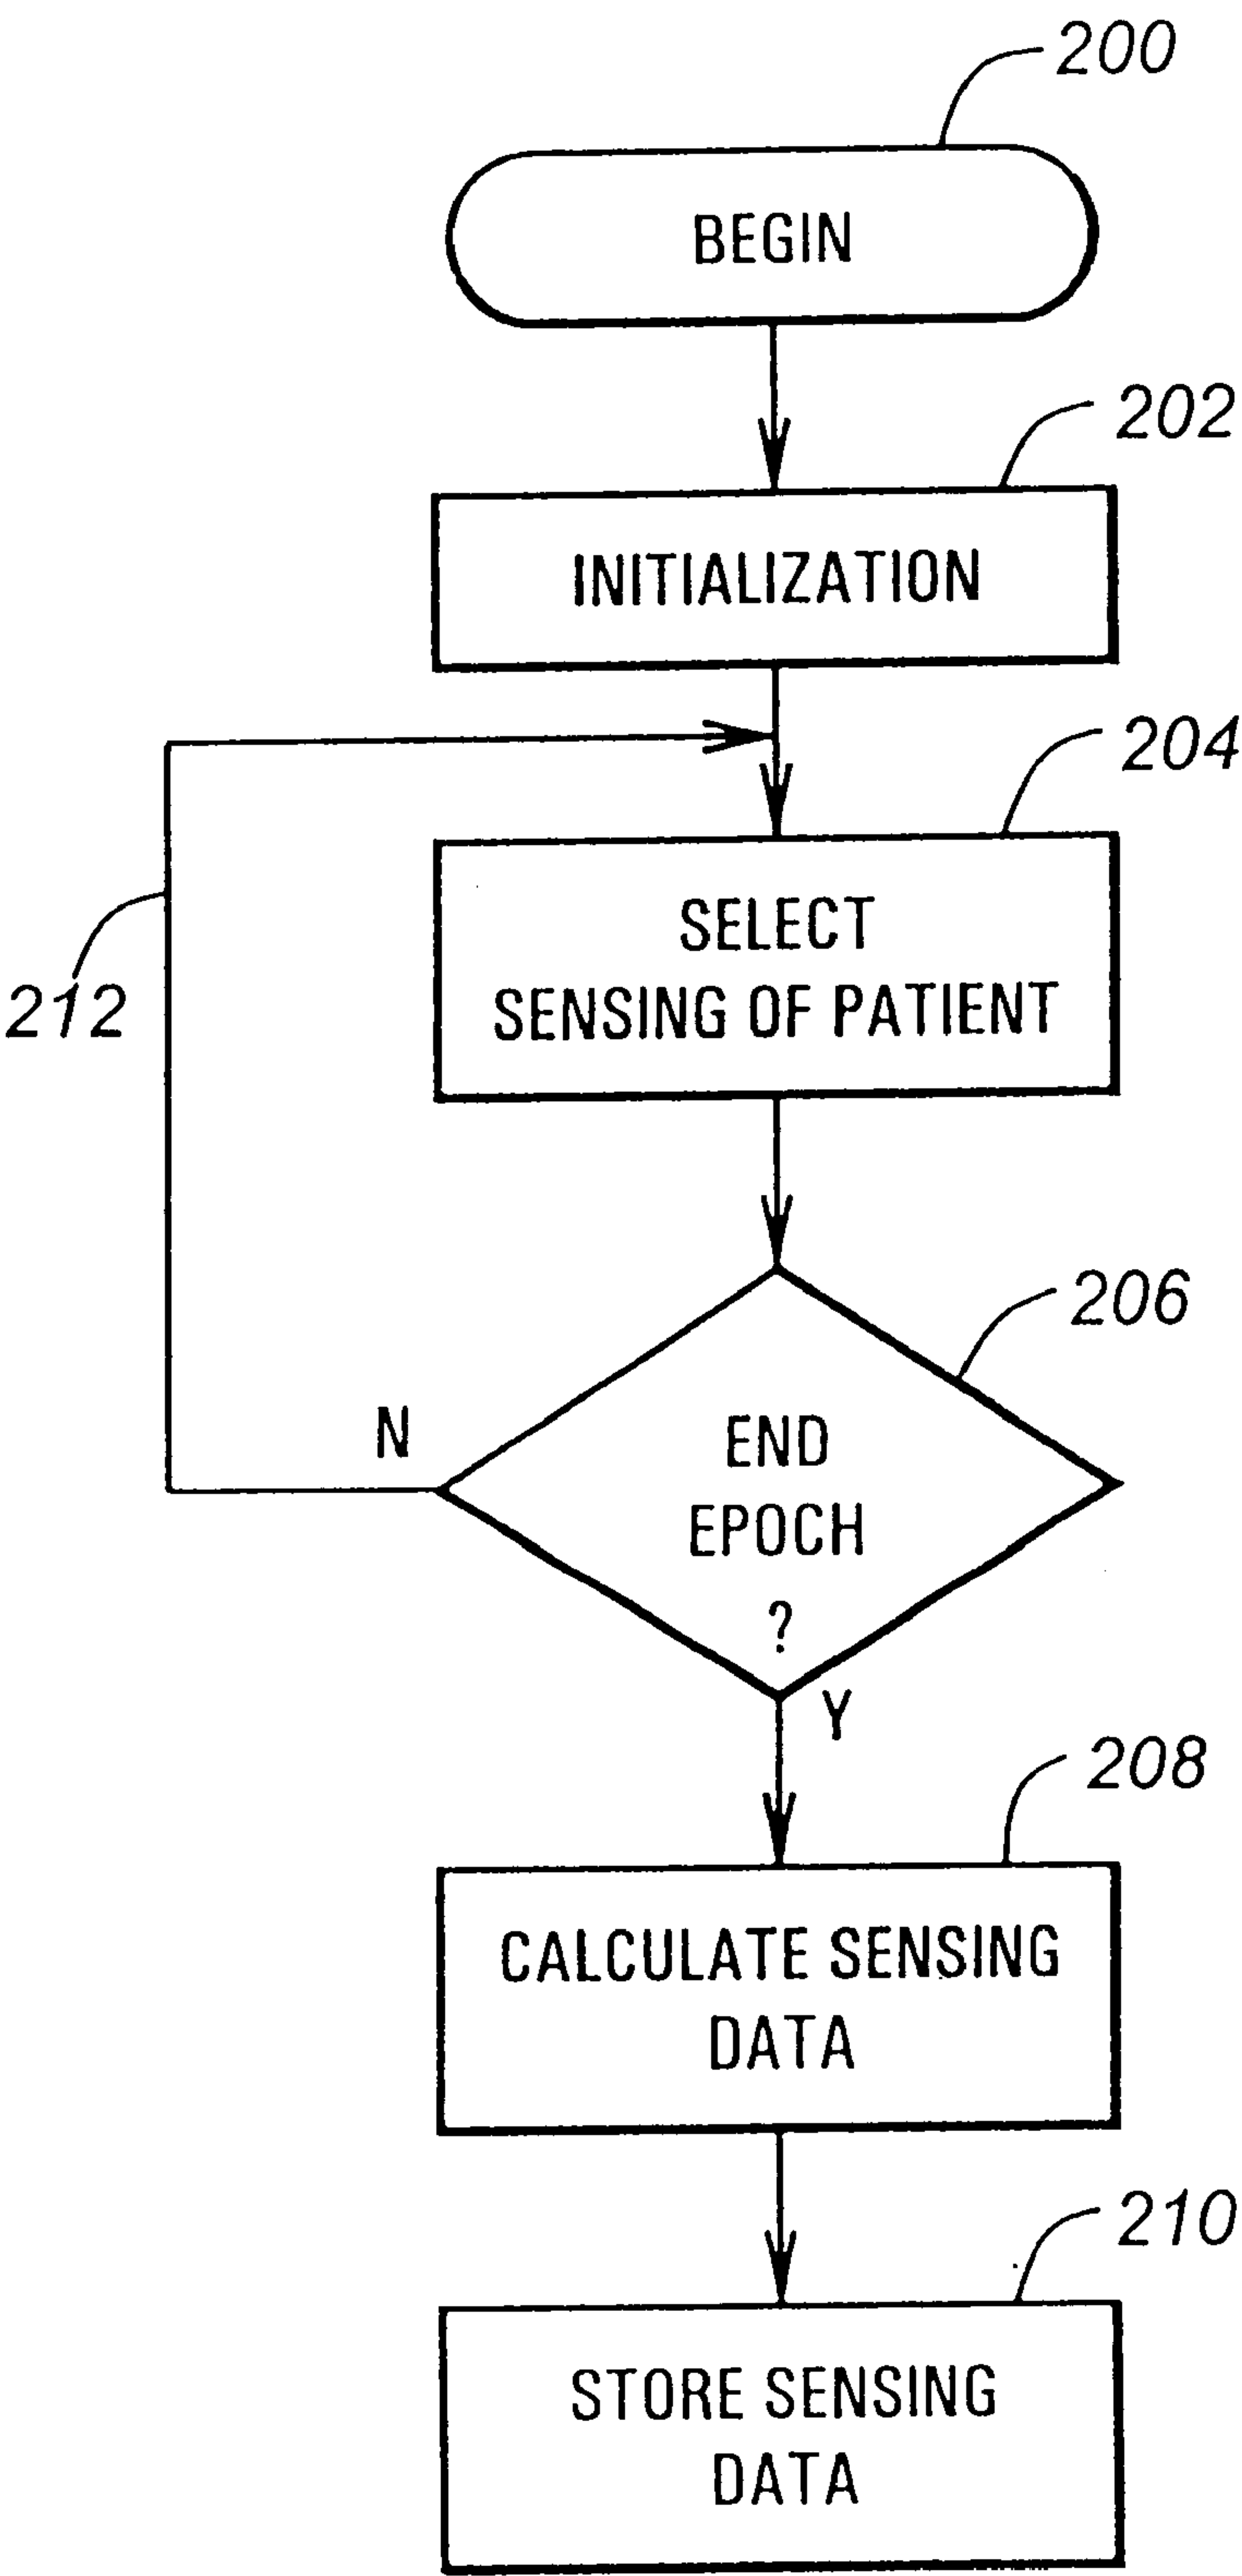 200
BEGIN
202
INITIALIZATION
204
SELECT
SENSING OF PATIENT
212
206
N
END
EPOCH
?
Y
208
CALCULATE SENSING
DATA
210
STORE SENSING
DATA